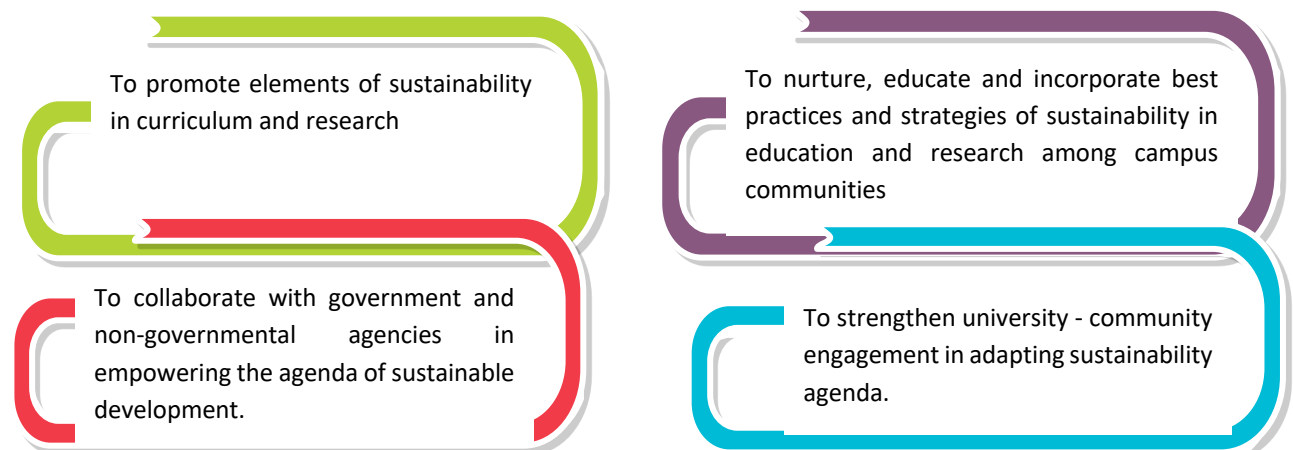 To promote elements of sustainability
in curriculum and research
To nurture, educate and incorporate best
practices and strategies of sustainability in
education and research among campus
communities
To collaborate with government and
non-governmental agencies in
empowering the agenda of sustainable
development.
To strengthen university - community
engagement in adapting sustainability
agenda.